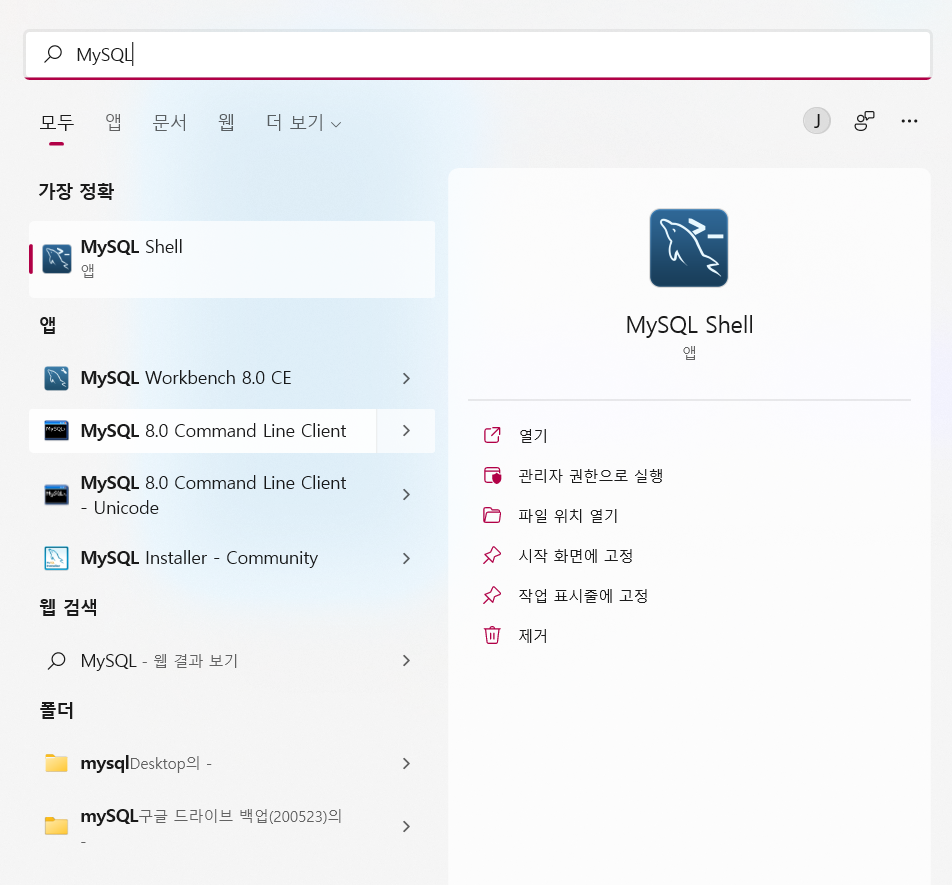 MySQL
모두 앱 문서 웹 더 보기 J
가장 정확
MySQL Shell
앱
앱
MySQL Workbench 8.0 CE
MySQL 8.0 Command Line Client
MySQL 8.0 Command Line Client
- Unicode
MySQL Installer - Community
웹 검색
MySQL - 웹 결과 보기
폴더
mysqlDesktop의 -
mySQL구글 드라이브 백업(200523)의
-
MySQL Shell
앱
열기
관리자 권한으로 실행
파일 위치 열기
시작 화면에 고정
작업 표시줄에 고정
제거